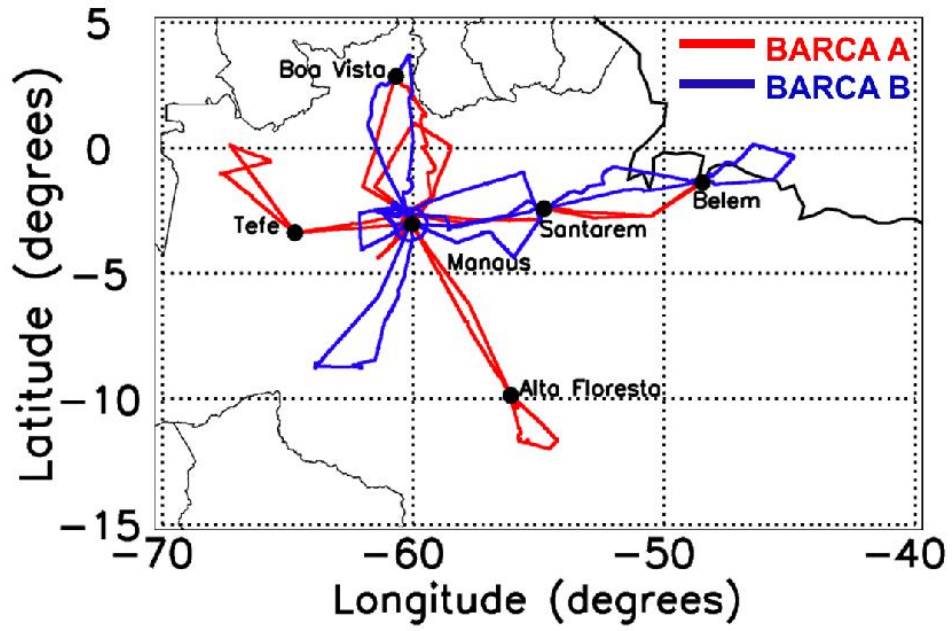 5
0
-5
-10
-15
-70
-60
-50
-40
Latitude (degrees)
Longitude (degrees)
BARCA A
BARCA B
Boa Vista
Tefe
Manaus
Santarem
Belem
Alta Floresta